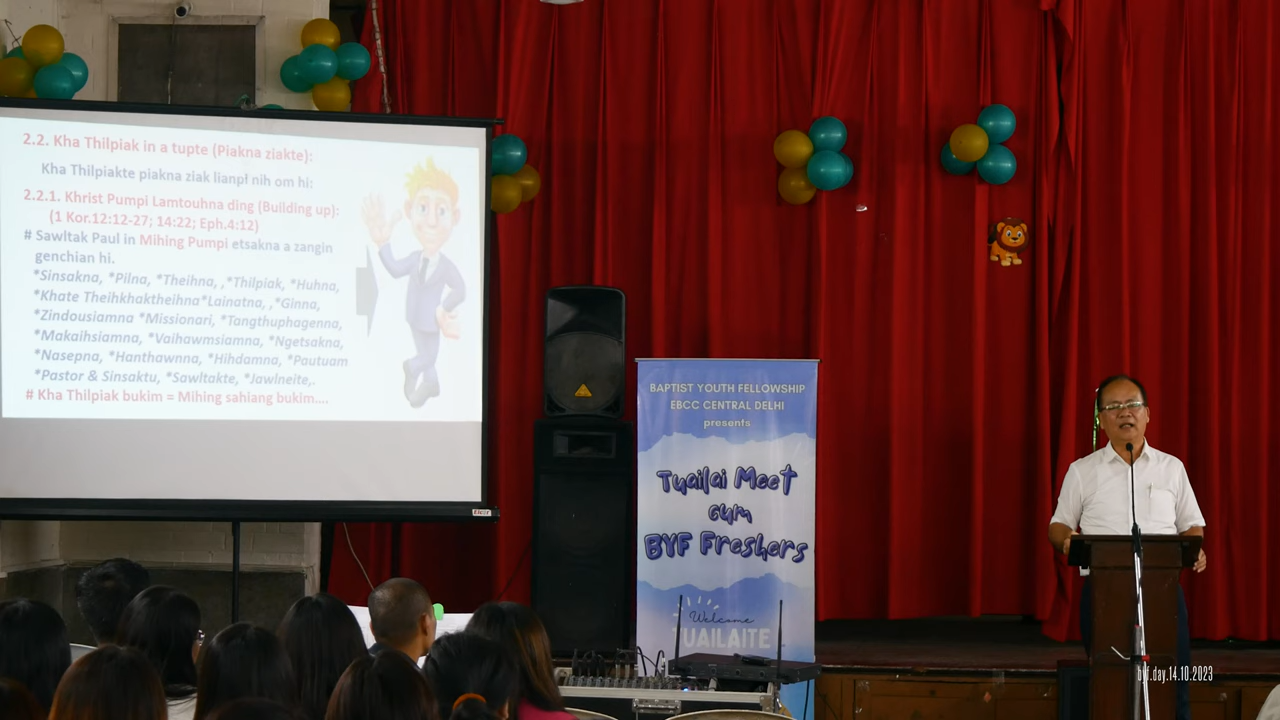 2.2. Kha Thilpiak in a tupte (Piakna ziakte):
Kha Thilpiakte piakna ziak lianpI nih om hi:
2.2.1. Khrist Pumpi Lamtouhna ding (Building up):
(1 Kor.12:12-27; 14:22; Eph.4:12)
# Sawltak Paul in Mihing Pumpi etsakna a zangin
genchian hi.
*Sinsakna, *Pilna, *Theihna, ,*Thilpiak, *Huhna,
*Khate Theihkhaktheihna*Lainatna, ,*Ginna,
*Zindousiamna *Missionari, *Tangthuphagenna,
*Makaihsiamna, *Vaihawmsiamna, *Ngetsakna,
*Nasepna, *Hanthawnna, *Hihdamna, *Pautuam
*Pastor & Sinsaktu, *Sawltakte, *Jawlneite,.
# Kha Thilpiak bukim = Mihing sahiang bukim....
BAPTIST YOUTH FELLOWSHIP
EBCC CENTRAL DELHI
presents
Tuailai Meet
cum
BYF Freshers
Welcome
TUAILAITE
byf.day.14.10.2023